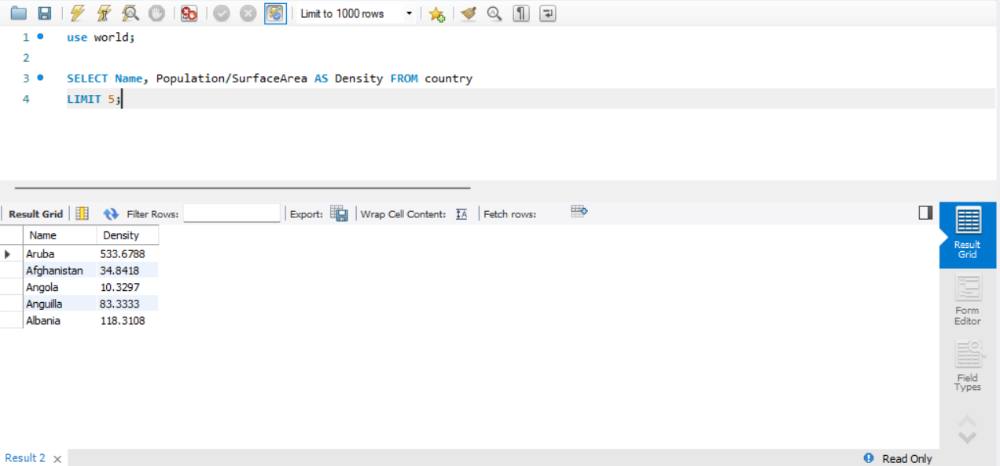 Limit to 1000 rows
1 use world;
2
3 SELECT Name, Population/SurfaceArea AS Density FROM country
4 LIMIT 5;
Result Grid Filter Rows: Export: Wrap Cell Content: IA Fetch rows:
Name Density
Aruba 533.6788
Afghanistan 34.8418
Angola 10.3297
Anguilla 83.3333
Albania 118.3108
Result
Grid
Form
Editor
Field
Types
Result 2 Read Only